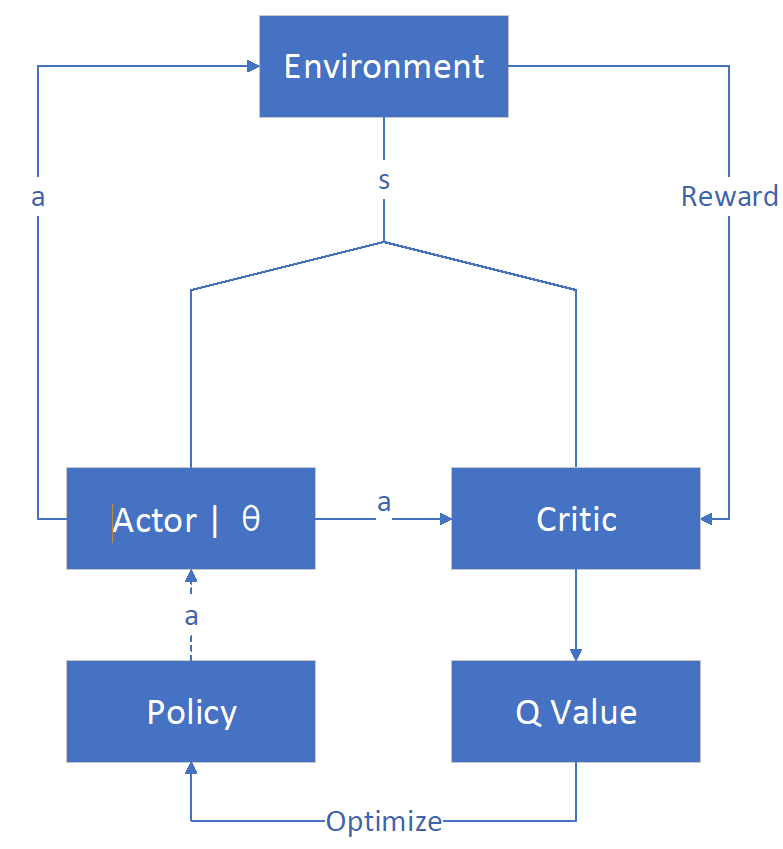 Environment
s
a
Reward
Actor | θ
a
Critic
a
Policy
Q Value
Optimize